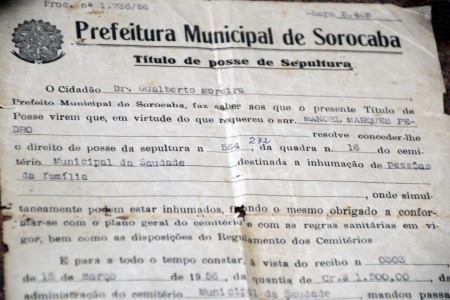 Proc. nº 1.736/56
Prefeitura Municipal de Sorocaba
Título de posse de Sepultura
O Cidadão Dr. Gualberto Moreira
Prefeito Municipal de Sorocaba, faz saber aos que o presente Título de
Posse virem que, em virtude do que requereu o snr. MANOEL MARQUES PE-
DRO resolve conceder-lhe
o direito de posse da sepultura n 564 272, da quadra n. 16 do cemi-
tério Municipal da Saudade destinada a inhumação de pessôas
da família
, onde simul-
taneamente podem estar inhumados, ficando o mesmo obrigado a confor-
mar-se com o plano geral do cemitério e com as regras sanitárias em vi-
gor, bem como as disposições do Regulamento dos Cemitérios
E para a todo o tempo constar, à vista do recibo n 0303
de 15 de março de 1956, da quantia de Cr.$ 1.500,00
administração do cemitério Municipal da Saudade, mandou passar